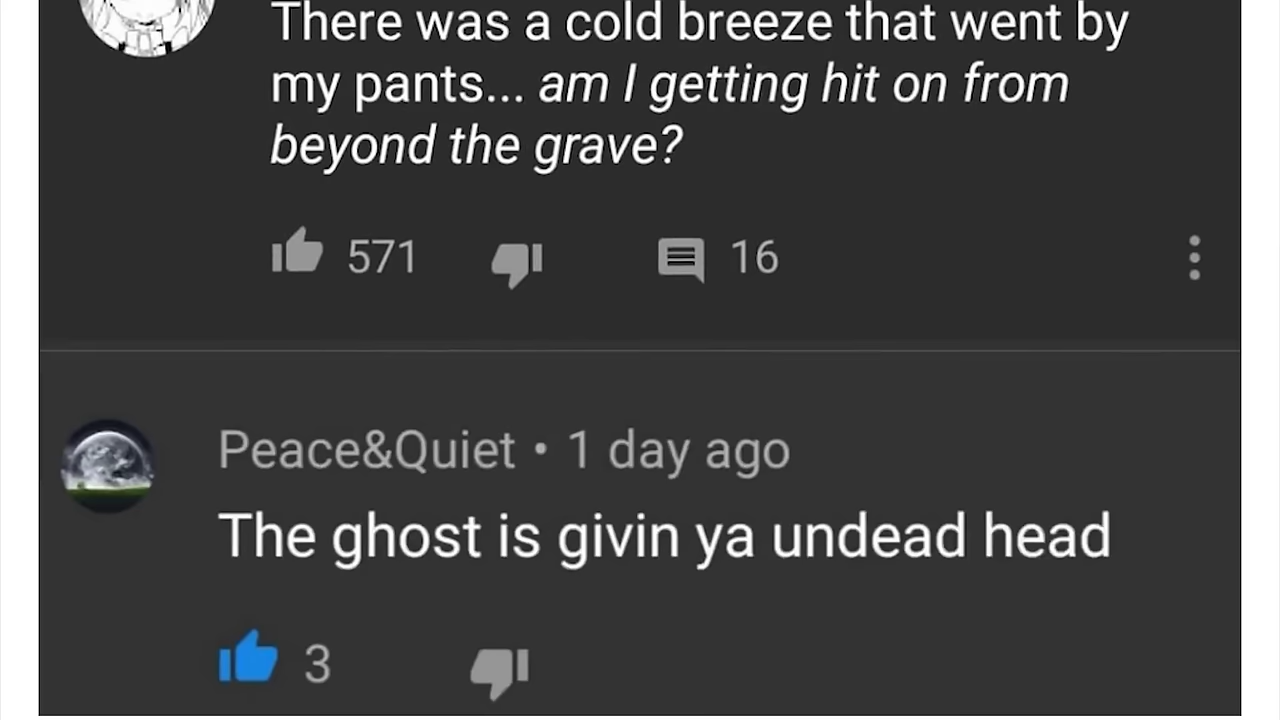 There was a cold breeze that went by
my pants... am I getting hit on from
beyond the grave?
571 16
Peace&Quiet • 1 day ago
The ghost is givin ya undead head
3